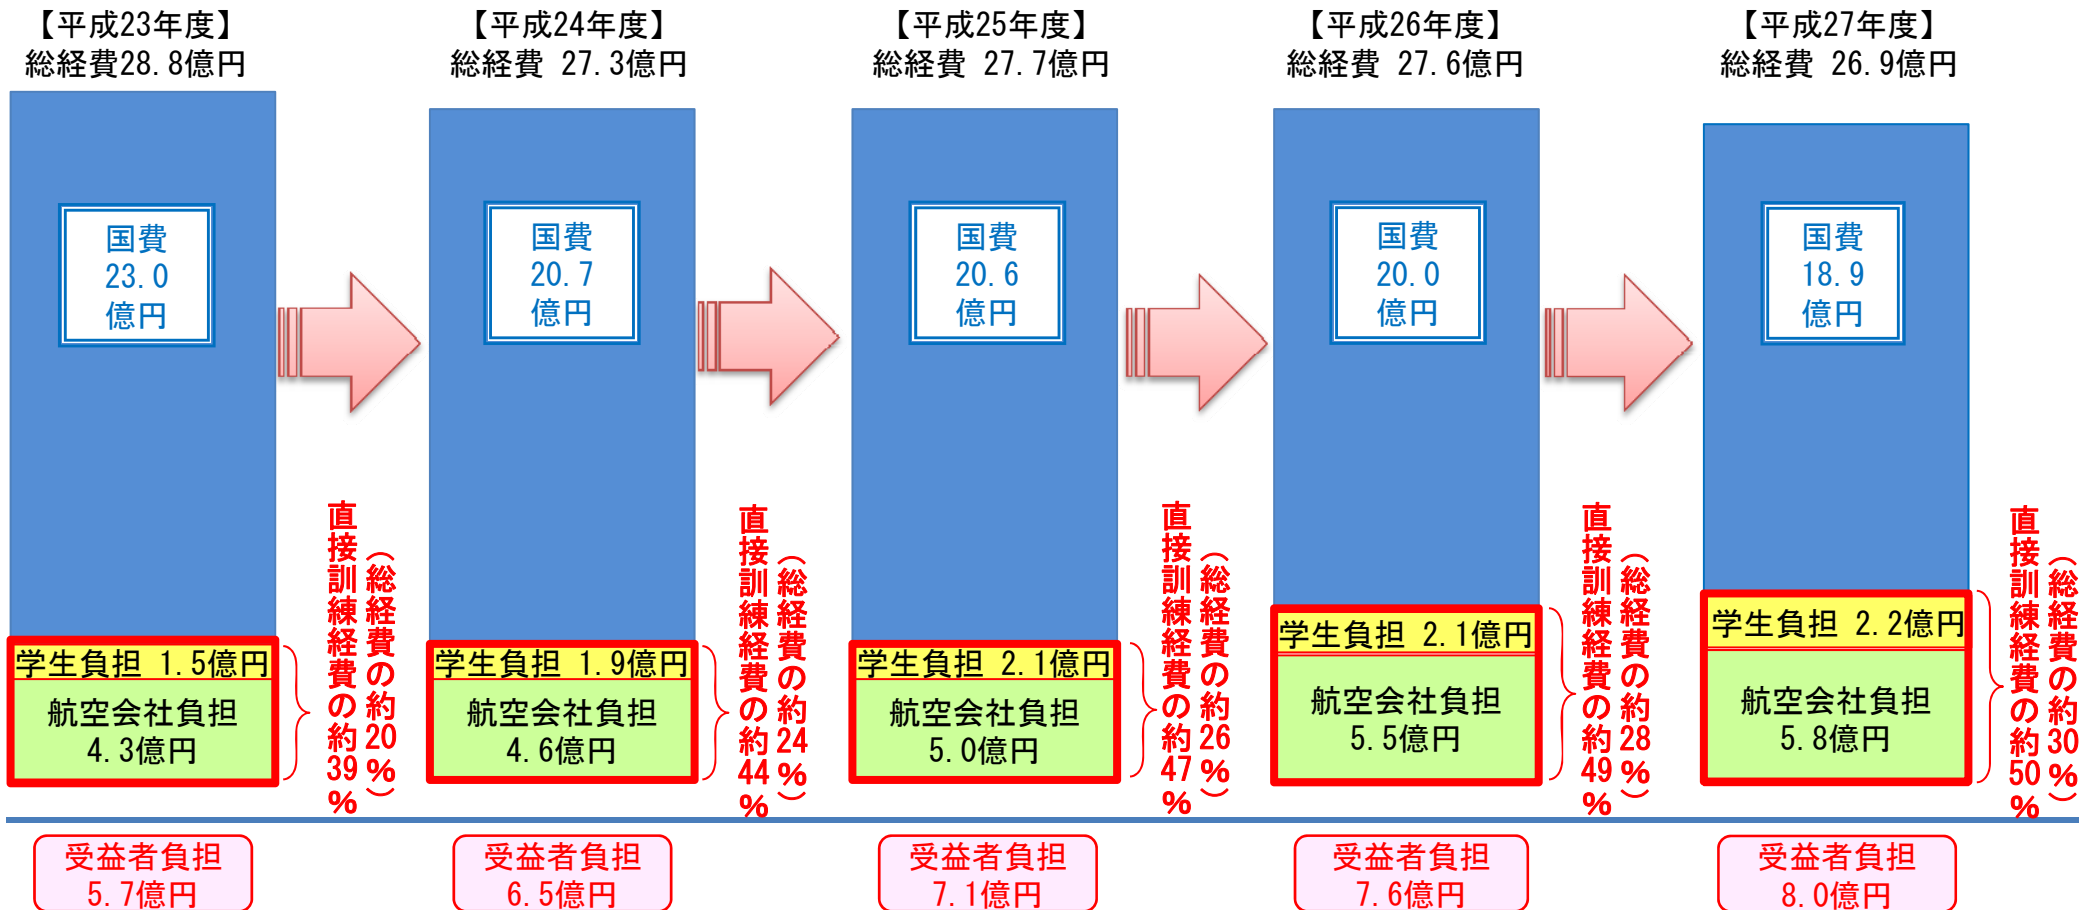 【平成23年度】
総経費28.8億円
国費
23.0
億円
学生負担 1.5億円
航空会社負担
4.3億円
直接訓練経費の約39%
(総経費の約20%)
受益者負担
5.7億円
【平成24年度】
総経費 27.3億円
国費
20.7
億円
学生負担 1.9億円
航空会社負担
4.6億円
直接訓練経費の約44%
(総経費の約24%)
受益者負担
6.5億円
【平成25年度】
総経費 27.7億円
国費
20.6
億円
学生負担 2.1億円
航空会社負担
5.0億円
直接訓練経費の約47%
(総経費の約26%)
受益者負担
7.1億円
【平成26年度】
総経費 27.6億円
国費
20.0
億円
学生負担 2.1億円
航空会社負担
5.5億円
直接訓練経費の約49%
(総経費の約28%)
受益者負担
7.6億円
【平成27年度】
総経費 26.9億円
国費
18.9
億円
学生負担 2.2億円
航空会社負担
5.8億円
直接訓練経費の約50%
(総経費の約30%)
受益者負担
8.0億円